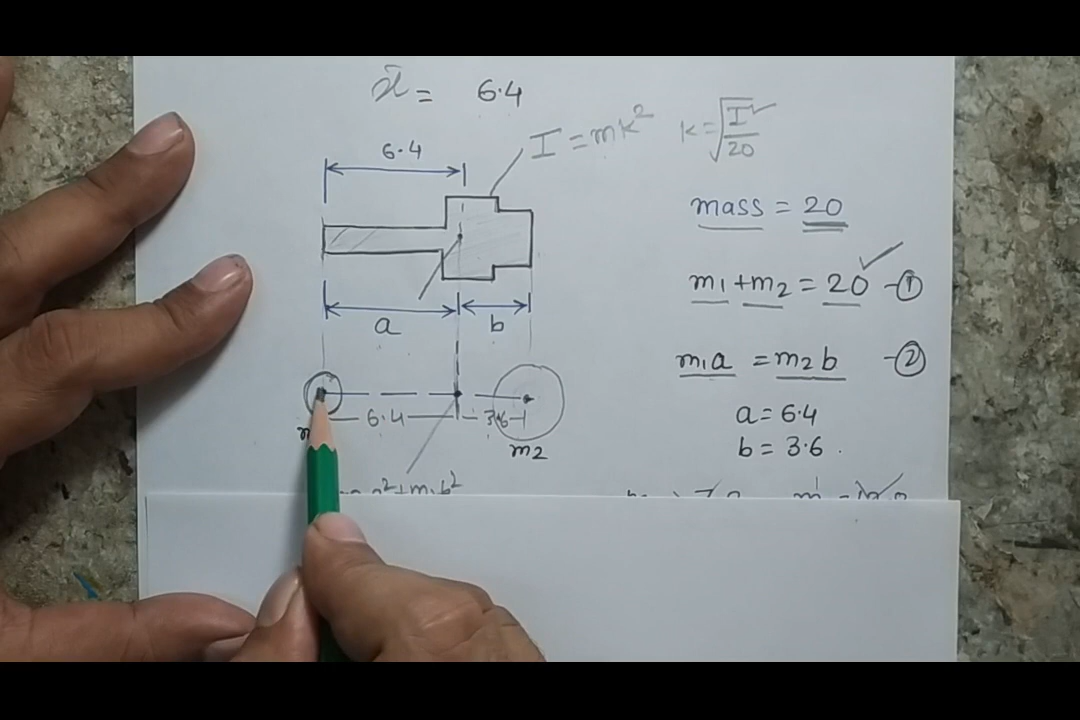 x̄ = 6.4
I = mk² k = √I/20
6.4
mass = 20
m1 + m2 = 20 -①
a b
m1a = m2b -②
a = 6.4
6.4 3.6
b = 3.6
m2